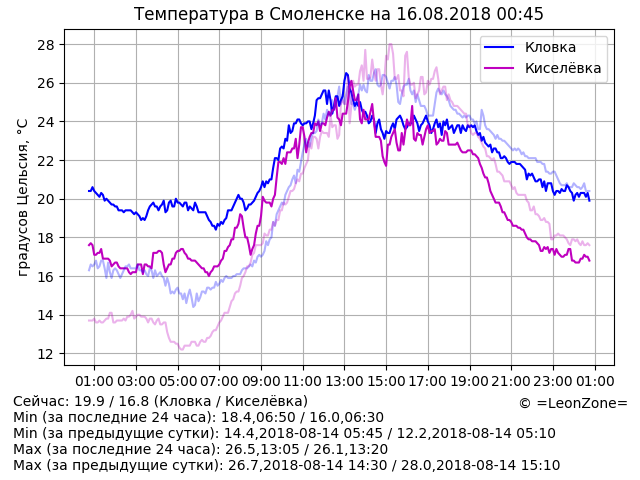 Температура в Смоленске на 16.08.2018 00:45
градусов Цельсия, °C
28
26
24
22
20
18
16
14
12
Кловка
Киселёвка
01:00 03:00 05:00 07:00 09:00 11:00 13:00 15:00 17:00 19:00 21:00 23:00 01:00
Сейчас: 19.9 / 16.8 (Кловка / Киселёвка)
© =LeonZone=
Min (за последние 24 часа): 18.4,06:50 / 16.0,06:30
Min (за предыдущие сутки): 14.4,2018-08-14 05:45 / 12.2,2018-08-14 05:10
Max (за последние 24 часа): 26.5,13:05 / 26.1,13:20
Max (за предыдущие сутки): 26.7,2018-08-14 14:30 / 28.0,2018-08-14 15:10